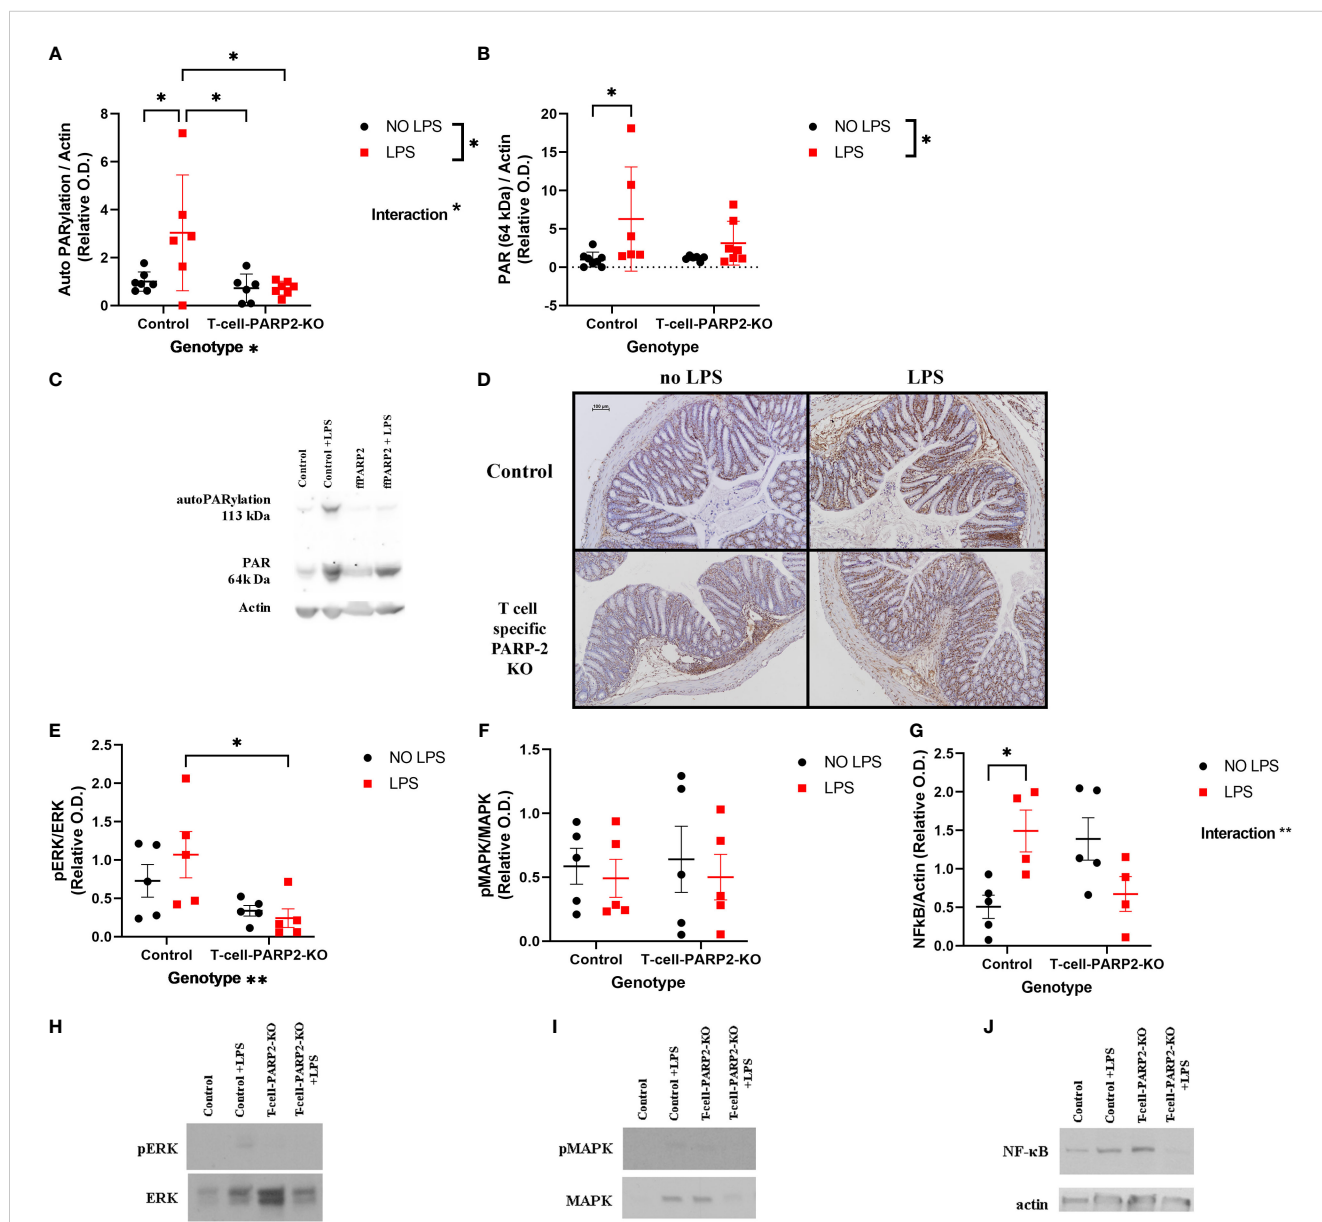 A
*
*
*
Auto PARylation / Actin
(Relative O.D.)
8
6
4
2
0
Control
T-cell-PARP2-KO
Genotype *
NO LPS
LPS
*
Interaction *
B
*
PAR (64 kDa) / Actin
(Relative O.D.)
20
15
10
5
0
-5
Control
T-cell-PARP2-KO
Genotype
NO LPS
LPS
*
C
Control
Control +LPS
ffPARP2
ffPARP2 + LPS
autoPARylation
113 kDa
PAR
64k Da
Actin
D
no LPS
LPS
100 µm
Control
T cell
specific
PARP-2
KO
E
*
pERK/ERK
(Relative O.D.)
2.5
2.0
1.5
1.0
0.5
0.0
Control
T-cell-PARP2-KO
Genotype **
NO LPS
LPS
F
pMAPK/MAPK
(Relative O.D.)
1.5
1.0
0.5
0.0
Control
T-cell-PARP2-KO
Genotype
NO LPS
LPS
G
*
NFkB/Actin (Relative O.D.)
2.5
2.0
1.5
1.0
0.5
0.0
Control
T-cell-PARP2-KO
Genotype
NO LPS
LPS
Interaction **
H
Control
Control +LPS
T-cell-PARP2-KO
T-cell-PARP2-KO
+LPS
pERK
ERK
I
Control
Control +LPS
T-cell-PARP2-KO
T-cell-PARP2-KO
+LPS
pMAPK
MAPK
J
Control
Control +LPS
T-cell-PARP2-KO
T-cell-PARP2-KO
+LPS
NF-κB
actin